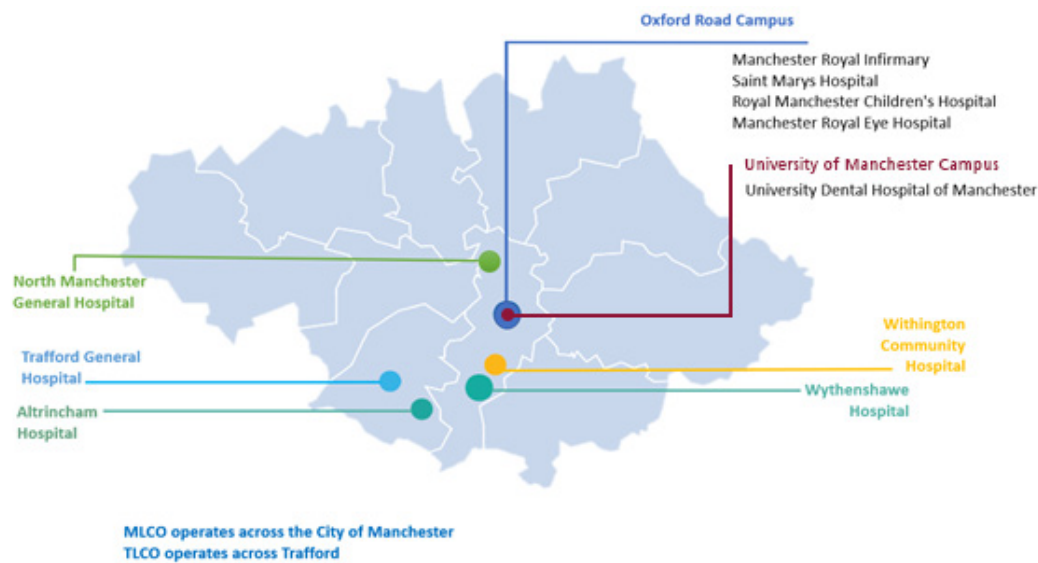 Oxford Road Campus
Manchester Royal Infirmary
Saint Marys Hospital
Royal Manchester Children's Hospital
Manchester Royal Eye Hospital
University of Manchester Campus
University Dental Hospital of Manchester
North Manchester
General Hospital
Trafford General
Hospital
Altrincham
Hospital
Withington
Community
Hospital
Wythenshawe
Hospital
MLCO operates across the City of Manchester
TLCO operates across Trafford